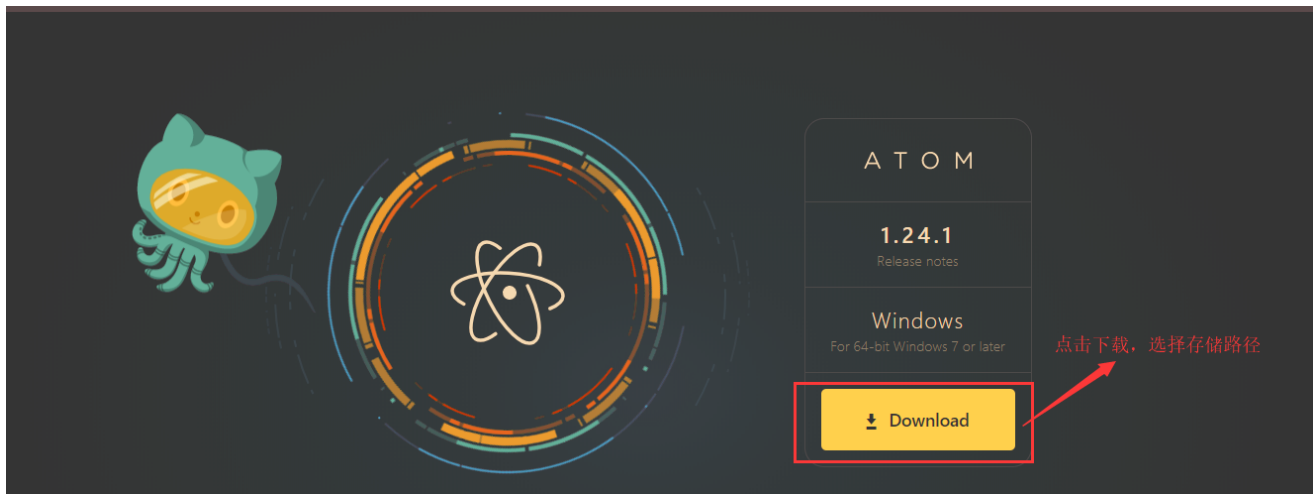 ATOM
1.24.1
Release notes
Windows
For 64-bit Windows 7 or later
点击下载，选择存储路径
Download